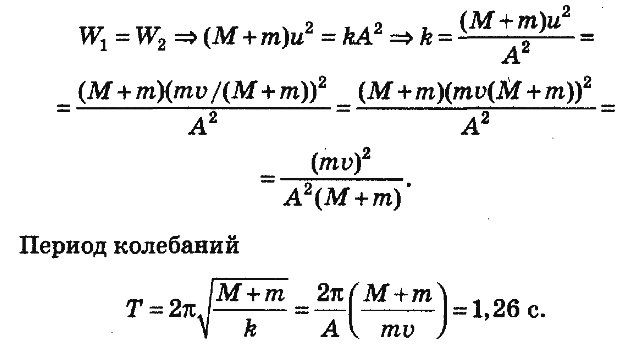 W₁ = W₂ ⇒ (M + m)u² = kA² ⇒ k = (M + m)u² / A² =
= (M + m)(mv/(M + m))² / A² = (M + m)(mv(M + m))² / A² =
= (mv)² / A²(M + m).
Период колебаний
T = 2π√((M + m) / k) = 2π / A ((M + m) / mv) = 1,26 с.